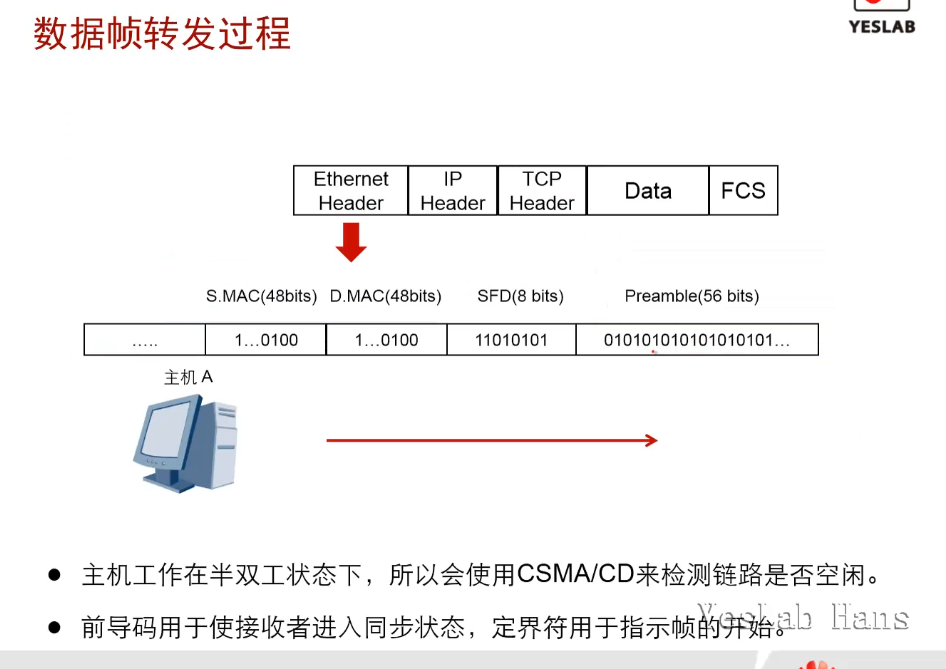 数据帧转发过程
YESLAB
Ethernet Header
IP Header
TCP Header
Data
FCS
S.MAC(48bits)
D.MAC(48bits)
SFD(8 bits)
Preamble(56 bits)
.....
1...0100
1...0100
11010101
010101010101010101...
主机 A
主机工作在半双工状态下，所以会使用CSMA/CD来检测链路是否空闲。
前导码用于使接收者进入同步状态，定界符用于指示帧的开始。
YesLab Hans